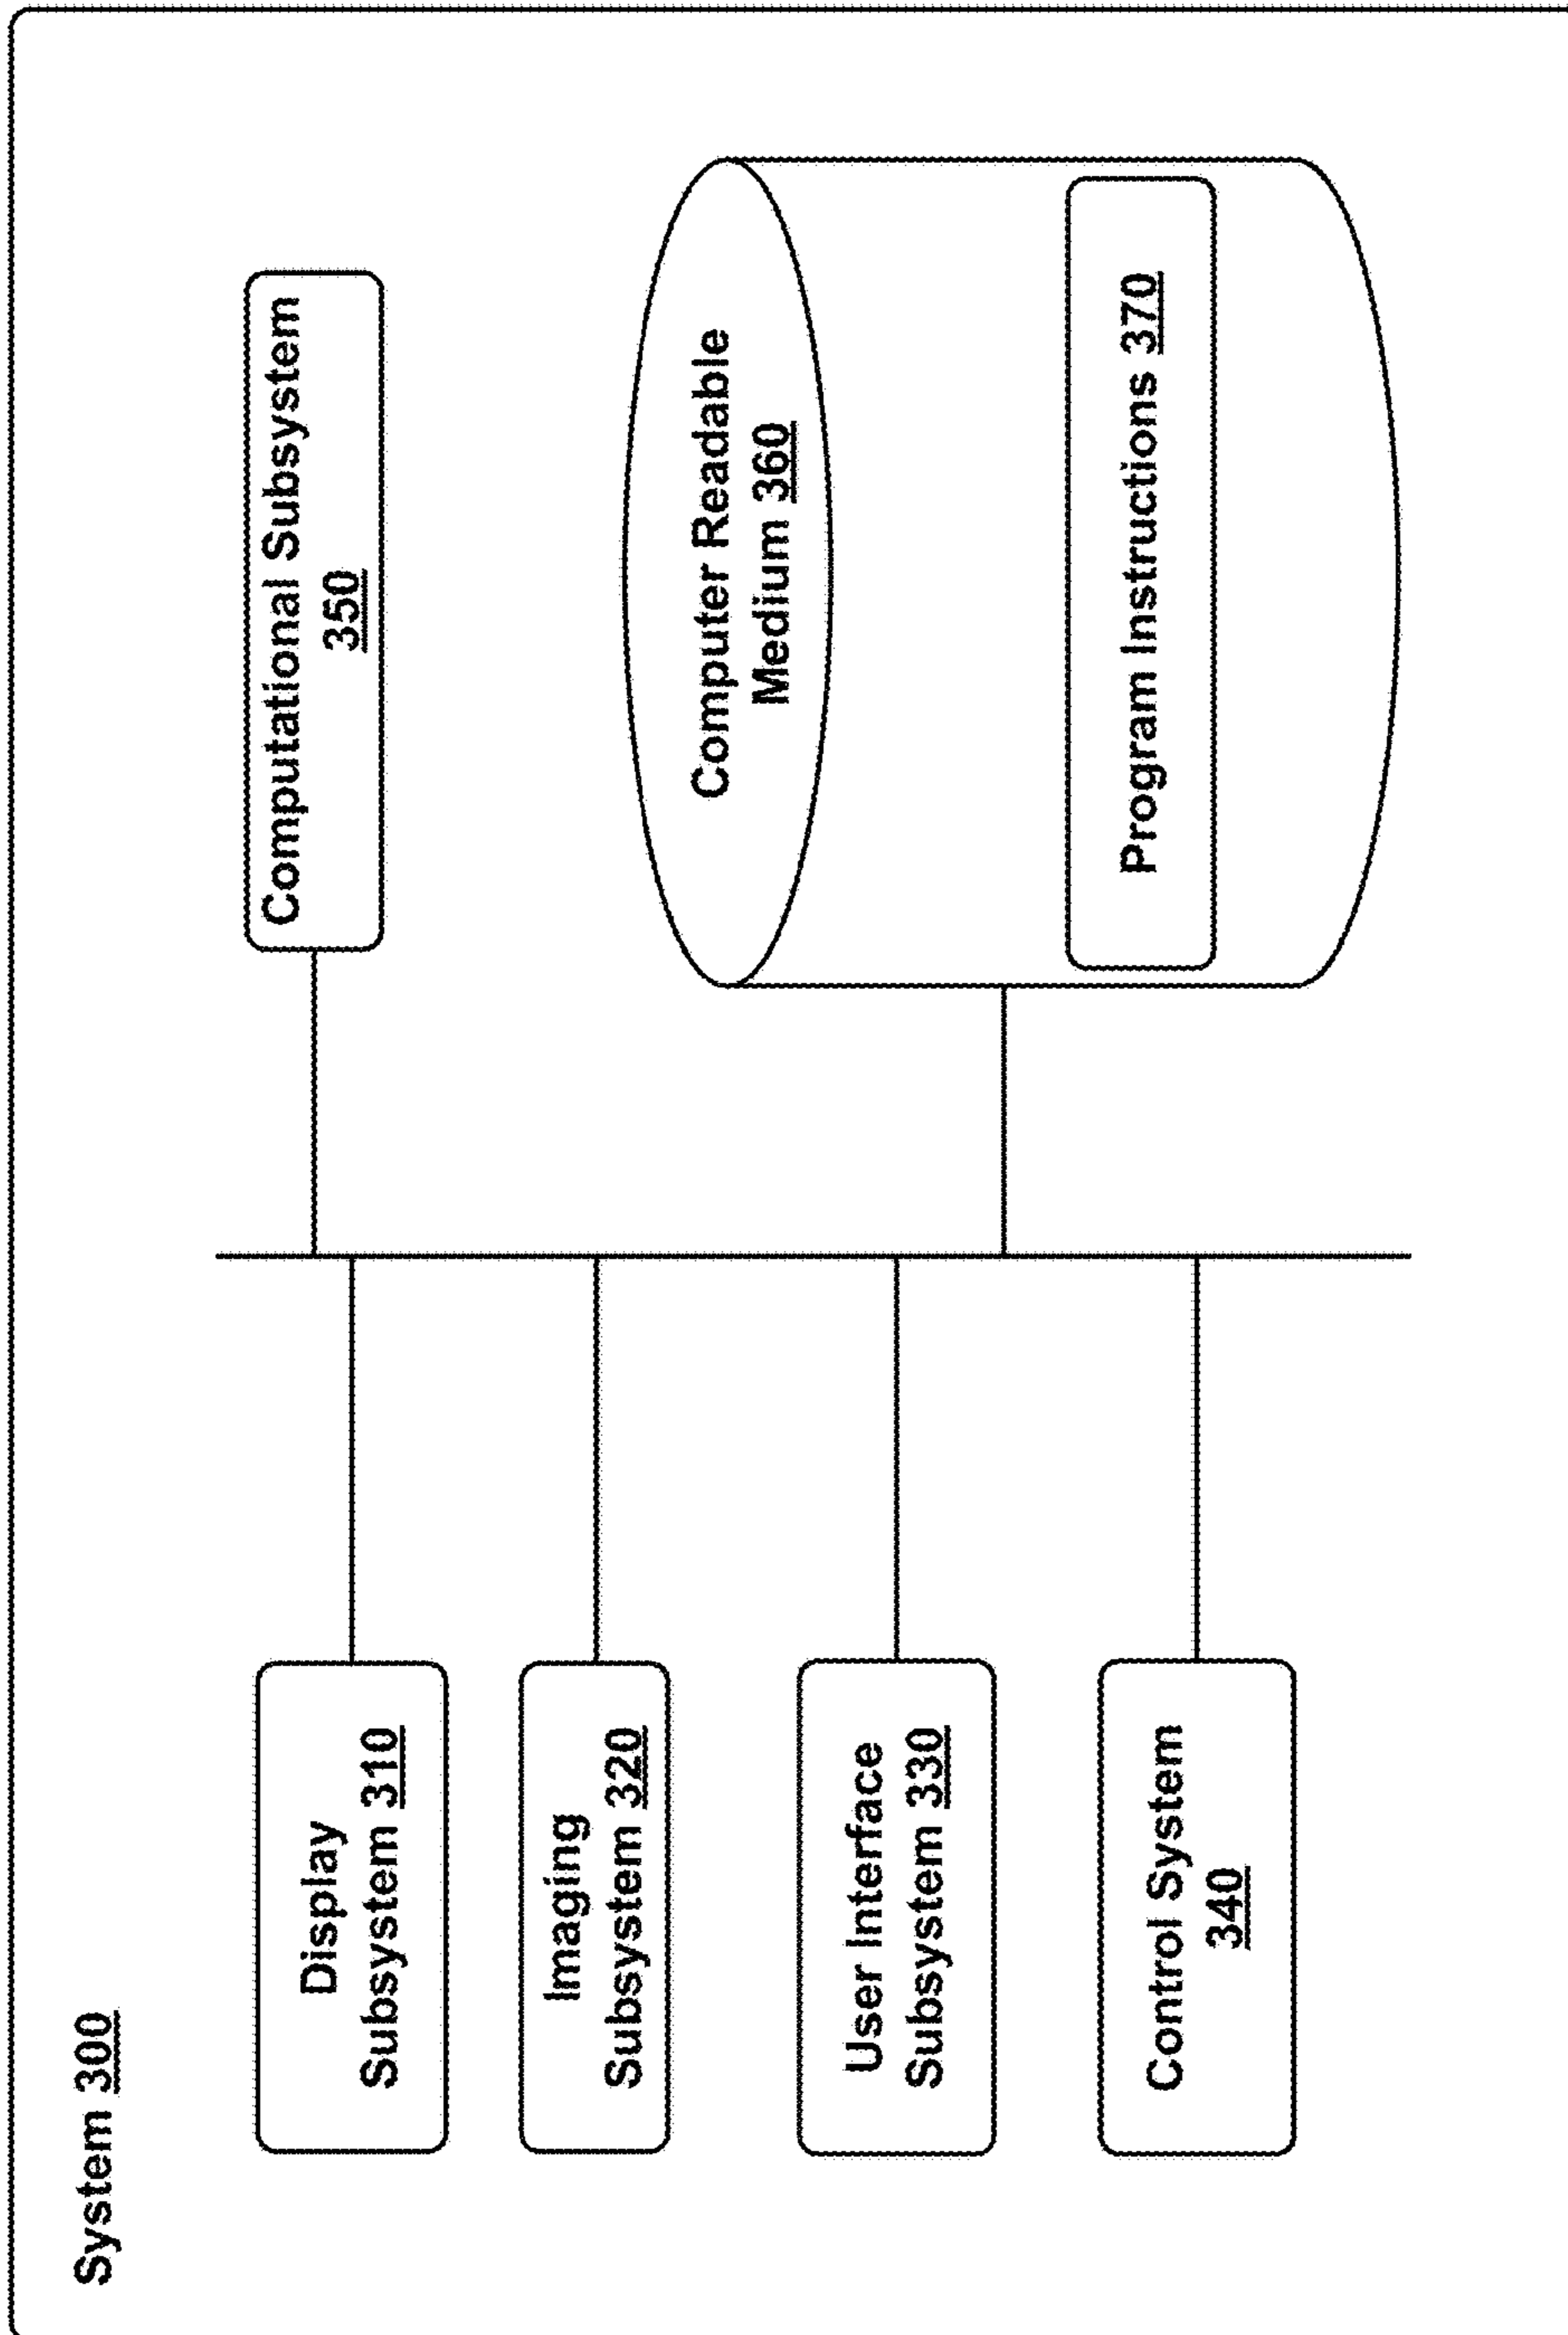 System 300
Display
Subsystem 310
Imaging
Subsystem 320
User Interface
Subsystem 330
Control System
340
Computational Subsystem
350
Computer Readable
Medium 360
Program Instructions 370